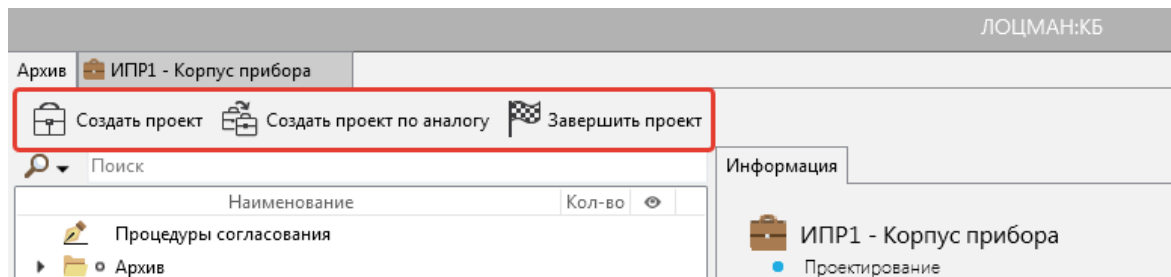 ЛОЦМАН:КБ
Архив ИПР1 - Корпус прибора
Создать проект Создать проект по аналогу Завершить проект
Поиск
Информация
Наименование Кол-во
ИПР1 - Корпус прибора
Процедуры согласования
Проектирование
Архив